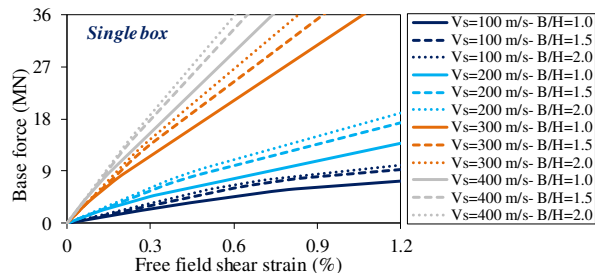 Single box
36
27
18
9
0
Base force (MN)
0 0.3 0.6 0.9 1.2
Free field shear strain (%)
Vs=100 m/s- B/H=1.0
Vs=100 m/s- B/H=1.5
Vs=100 m/s- B/H=2.0
Vs=200 m/s- B/H=1.0
Vs=200 m/s- B/H=1.5
Vs=200 m/s- B/H=2.0
Vs=300 m/s- B/H=1.0
Vs=300 m/s- B/H=1.5
Vs=300 m/s- B/H=2.0
Vs=400 m/s- B/H=1.0
Vs=400 m/s- B/H=1.5
Vs=400 m/s- B/H=2.0